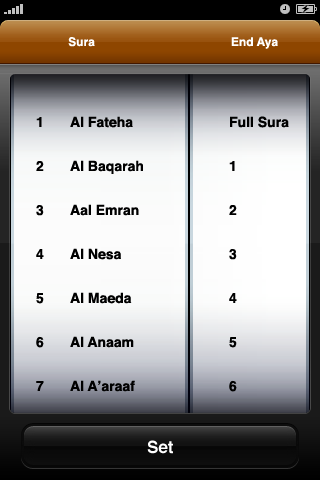 Sura End Aya
1 Al Fateha Full Sura
2 Al Baqarah 1
3 Aal Emran 2
4 Al Nesa 3
5 Al Maeda 4
6 Al Anaam 5
7 Al A'araaf 6
Set